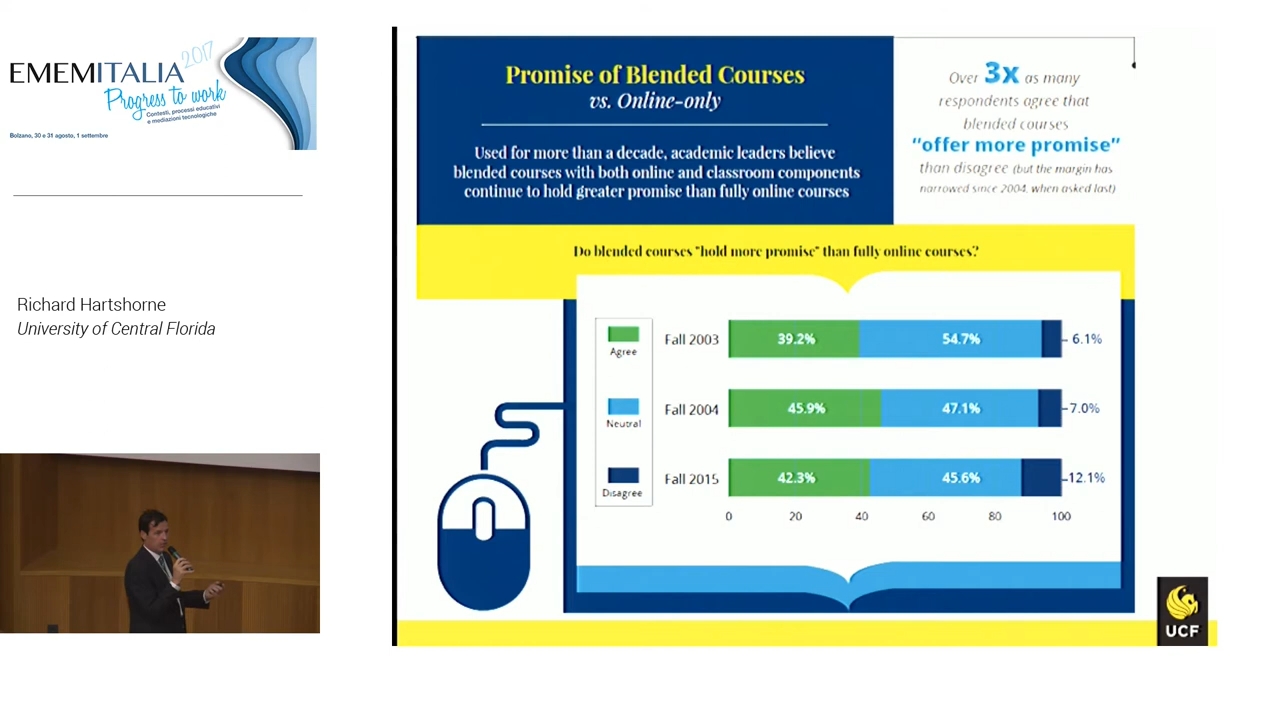 EMEMITALIA 2017
Progress to work
Contesti, processi educativi
e mediazioni tecnologiche
Bolzano, 30 e 31 agosto, 1 settembre
Richard Hartshorne
University of Central Florida
Promise of Blended Courses
vs. Online-only
Used for more than a decade, academic leaders believe
blended courses with both online and classroom components
continue to hold greater promise than fully online courses
Over 3x as many
respondents agree that
blended courses
“offer more promise”
than disagree (but the margin has
narrowed since 2004, when asked last)
Do blended courses "hold more promise" than fully online courses?
Agree
Neutral
Disagree
Fall 2003 39.2% 54.7% 6.1%
Fall 2004 45.9% 47.1% 7.0%
Fall 2015 42.3% 45.6% 12.1%
0 20 40 60 80 100
UCF